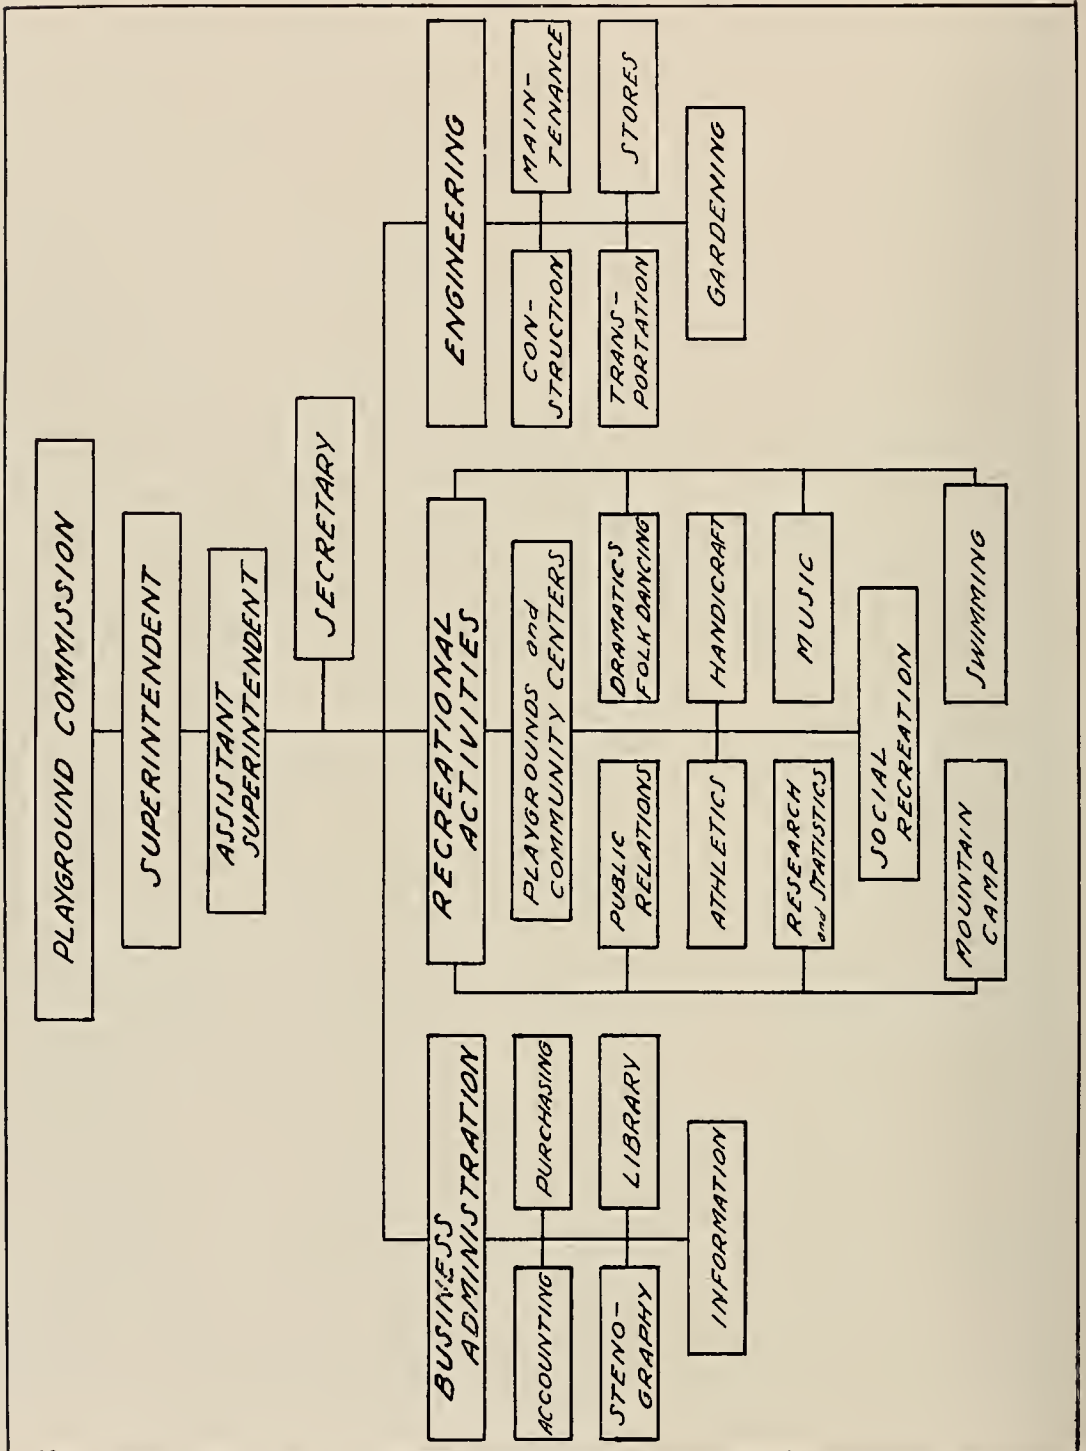 PLAYGROUND COMMISSION
SUPERINTENDENT
ASSISTANT
SUPERINTENDENT
SECRETARY
BUSINESS
ADMINISTRATION
ACCOUNTING
PURCHASING
STENO-
GRAPHY
LIBRARY
INFORMATION
RECREATIONAL
ACTIVITIES
PLAYGROUNDS and
COMMUNITY CENTERS
PUBLIC
RELATIONS
DRAMATICS
FOLK DANCING
ATHLETICS
HANDICRAFT
RESEARCH
and STATISTICS
MUSIC
SOCIAL
RECREATION
MOUNTAIN
CAMP
SWIMMING
ENGINEERING
CON-
STRUCTION
MAIN-
TENANCE
TRANS-
PORTATION
STORES
GARDENING